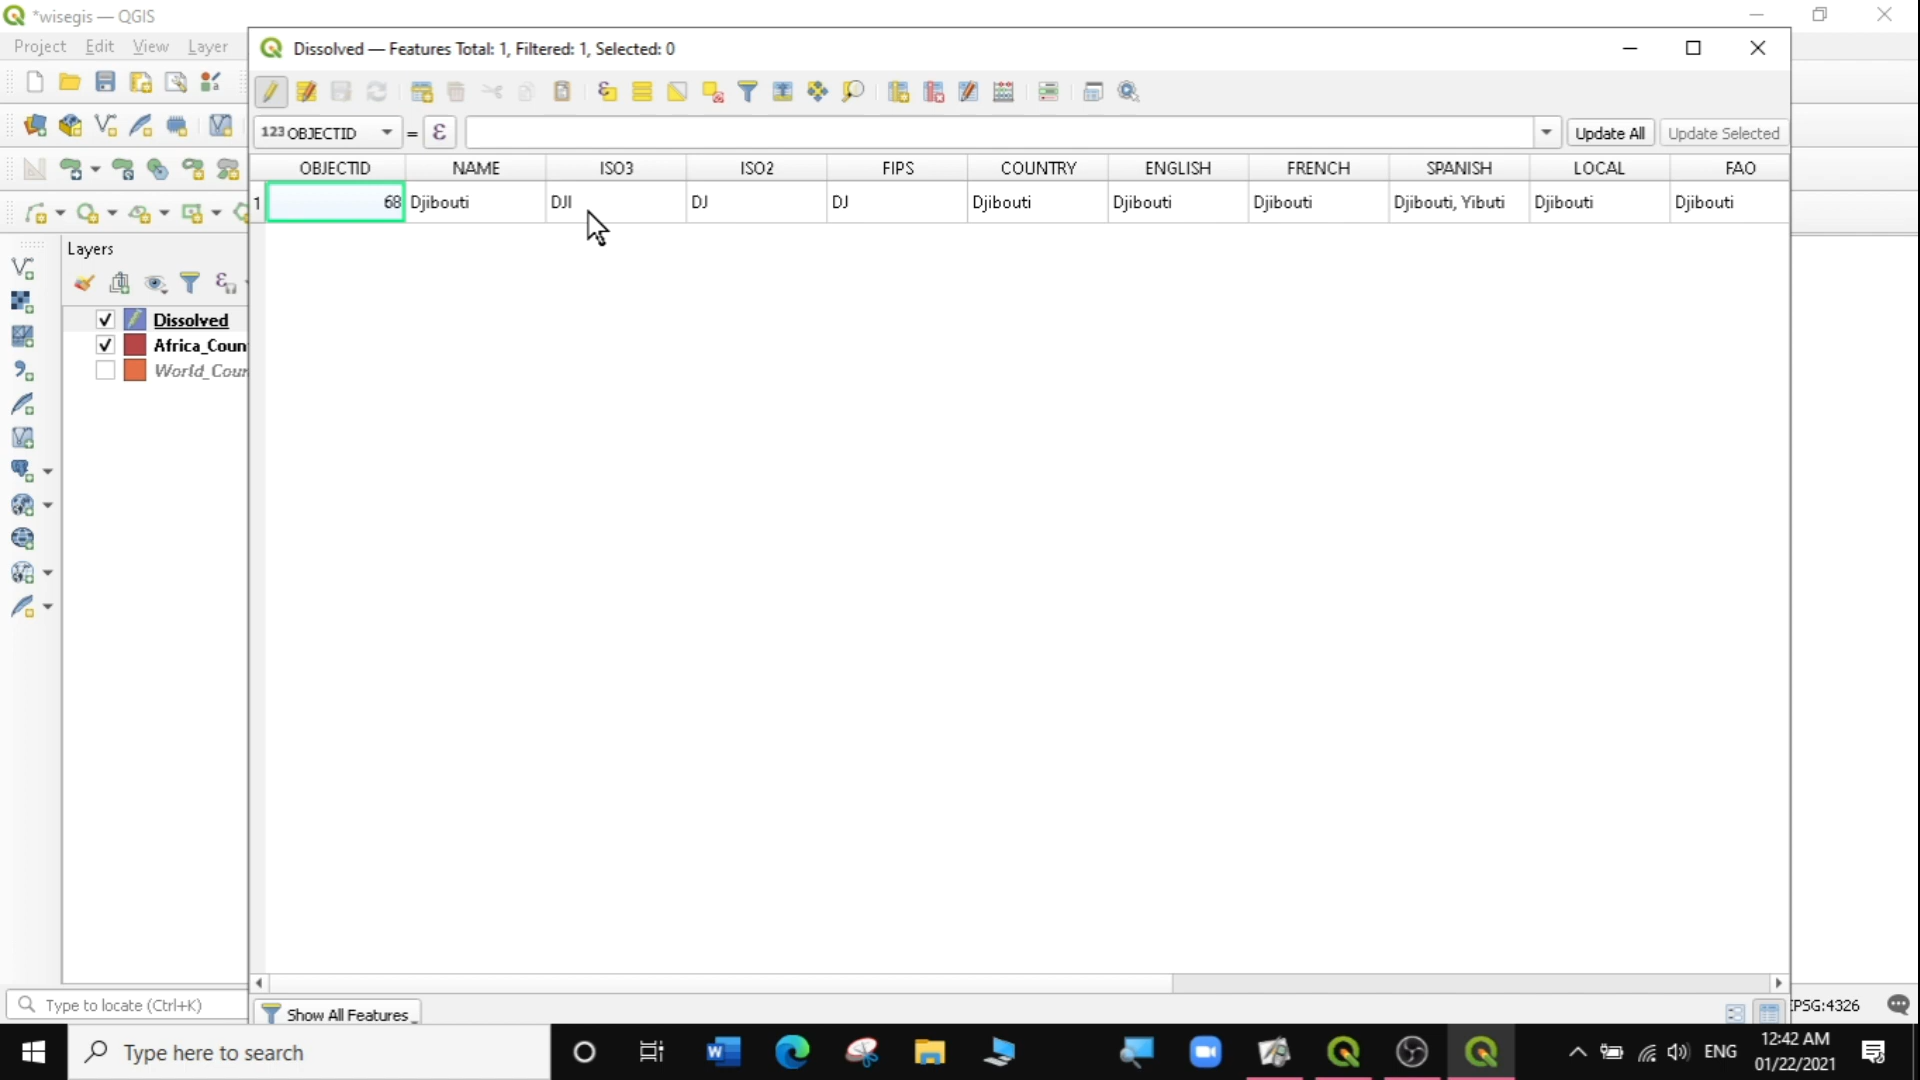 *wisegis — QGIS
Project Edit View Layer
Dissolved — Features Total: 1, Filtered: 1, Selected: 0
123 OBJECTID = ε Update All Update Selected
OBJECTID NAME ISO3 ISO2 FIPS COUNTRY ENGLISH FRENCH SPANISH LOCAL FAO
1 68 Djibouti DJI DJ DJ Djibouti Djibouti Djibouti Djibouti, Yibuti Djibouti Djibouti
Layers
Dissolved
Africa_Coun
World_Cour
Type to locate (Ctrl+K)
Show All Features
EPSG:4326
Type here to search
ENG
12:42 AM
01/22/2021